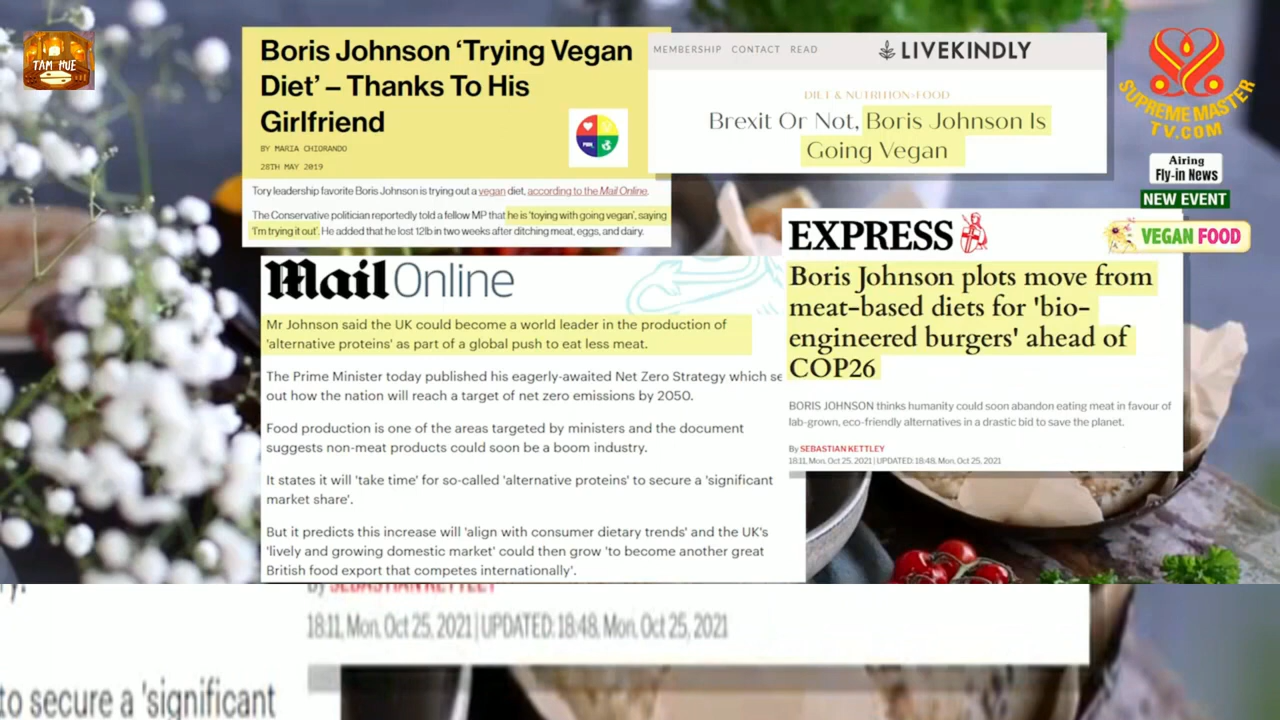 TAM HUE
Boris Johnson ‘Trying Vegan
Diet’ – Thanks To His
Girlfriend
BY MARIA CHIORANDO
28TH MAY 2019
Tory leadership favorite Boris Johnson is trying out a vegan diet, according to the Mail Online.
The Conservative politician reportedly told a fellow MP that he is 'toying with going vegan', saying
'I'm trying it out'. He added that he lost 12lb in two weeks after ditching meat, eggs, and dairy.
MEMBERSHIP CONTACT READ
LIVEKINDLY
DIET & NUTRITION>FOOD
Brexit Or Not, Boris Johnson Is
Going Vegan
SUPREME MASTER
TV.COM
Airing
Fly-in News
NEW EVENT
VEGAN FOOD
Mail Online
Mr Johnson said the UK could become a world leader in the production of
'alternative proteins' as part of a global push to eat less meat.
The Prime Minister today published his eagerly-awaited Net Zero Strategy which se
out how the nation will reach a target of net zero emissions by 2050.
Food production is one of the areas targeted by ministers and the document
suggests non-meat products could soon be a boom industry.
It states it will 'take time' for so-called 'alternative proteins' to secure a 'significant
market share'.
But it predicts this increase will 'align with consumer dietary trends' and the UK's
'lively and growing domestic market' could then grow 'to become another great
British food export that competes internationally'.
EXPRESS
Boris Johnson plots move from
meat-based diets for 'bio-
engineered burgers' ahead of
COP26
BORIS JOHNSON thinks humanity could soon abandon eating meat in favour of
lab-grown, eco-friendly alternatives in a drastic bid to save the planet.
By SEBASTIAN KETTLEY
18:11, Mon, Oct 25, 2021 | UPDATED: 18:48, Mon, Oct 25, 2021
By SEBASTIAN KETTLEY
18:11, Mon, Oct 25, 2021 | UPDATED: 18:48, Mon, Oct 25, 2021
to secure a 'significant